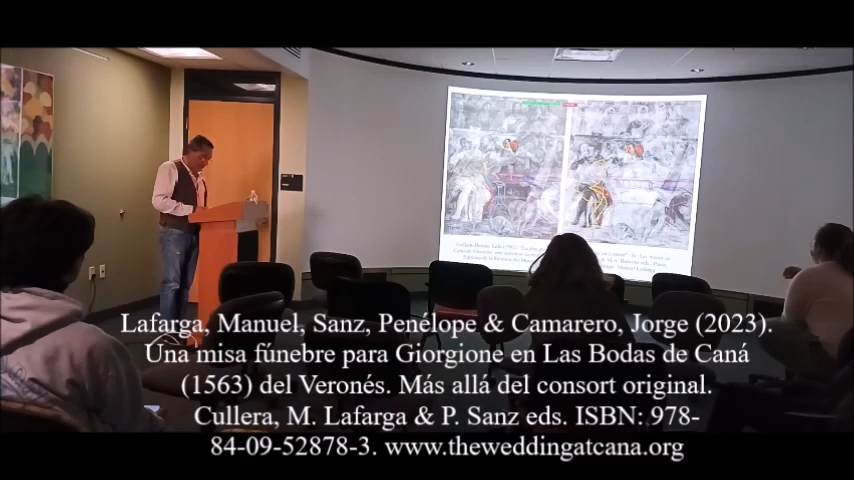 Lafarga, Manuel, Sanz, Penélope & Camarero, Jorge (2023).
Una misa fúnebre para Giorgione en Las Bodas de Caná
(1563) del Veronés. Más allá del consort original.
Cullera, M. Lafarga & P. Sanz eds. ISBN: 978-
84-09-52878-3. www.theweddingatcana.org